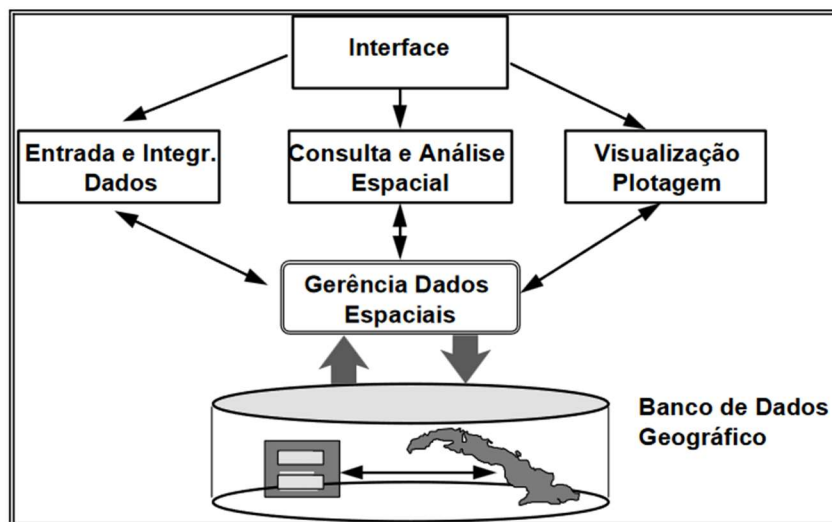 Interface
Entrada e Integr.
Dados
Consulta e Análise
Espacial
Visualização
Plotagem
Gerência Dados
Espaciais
Banco de Dados
Geográfico